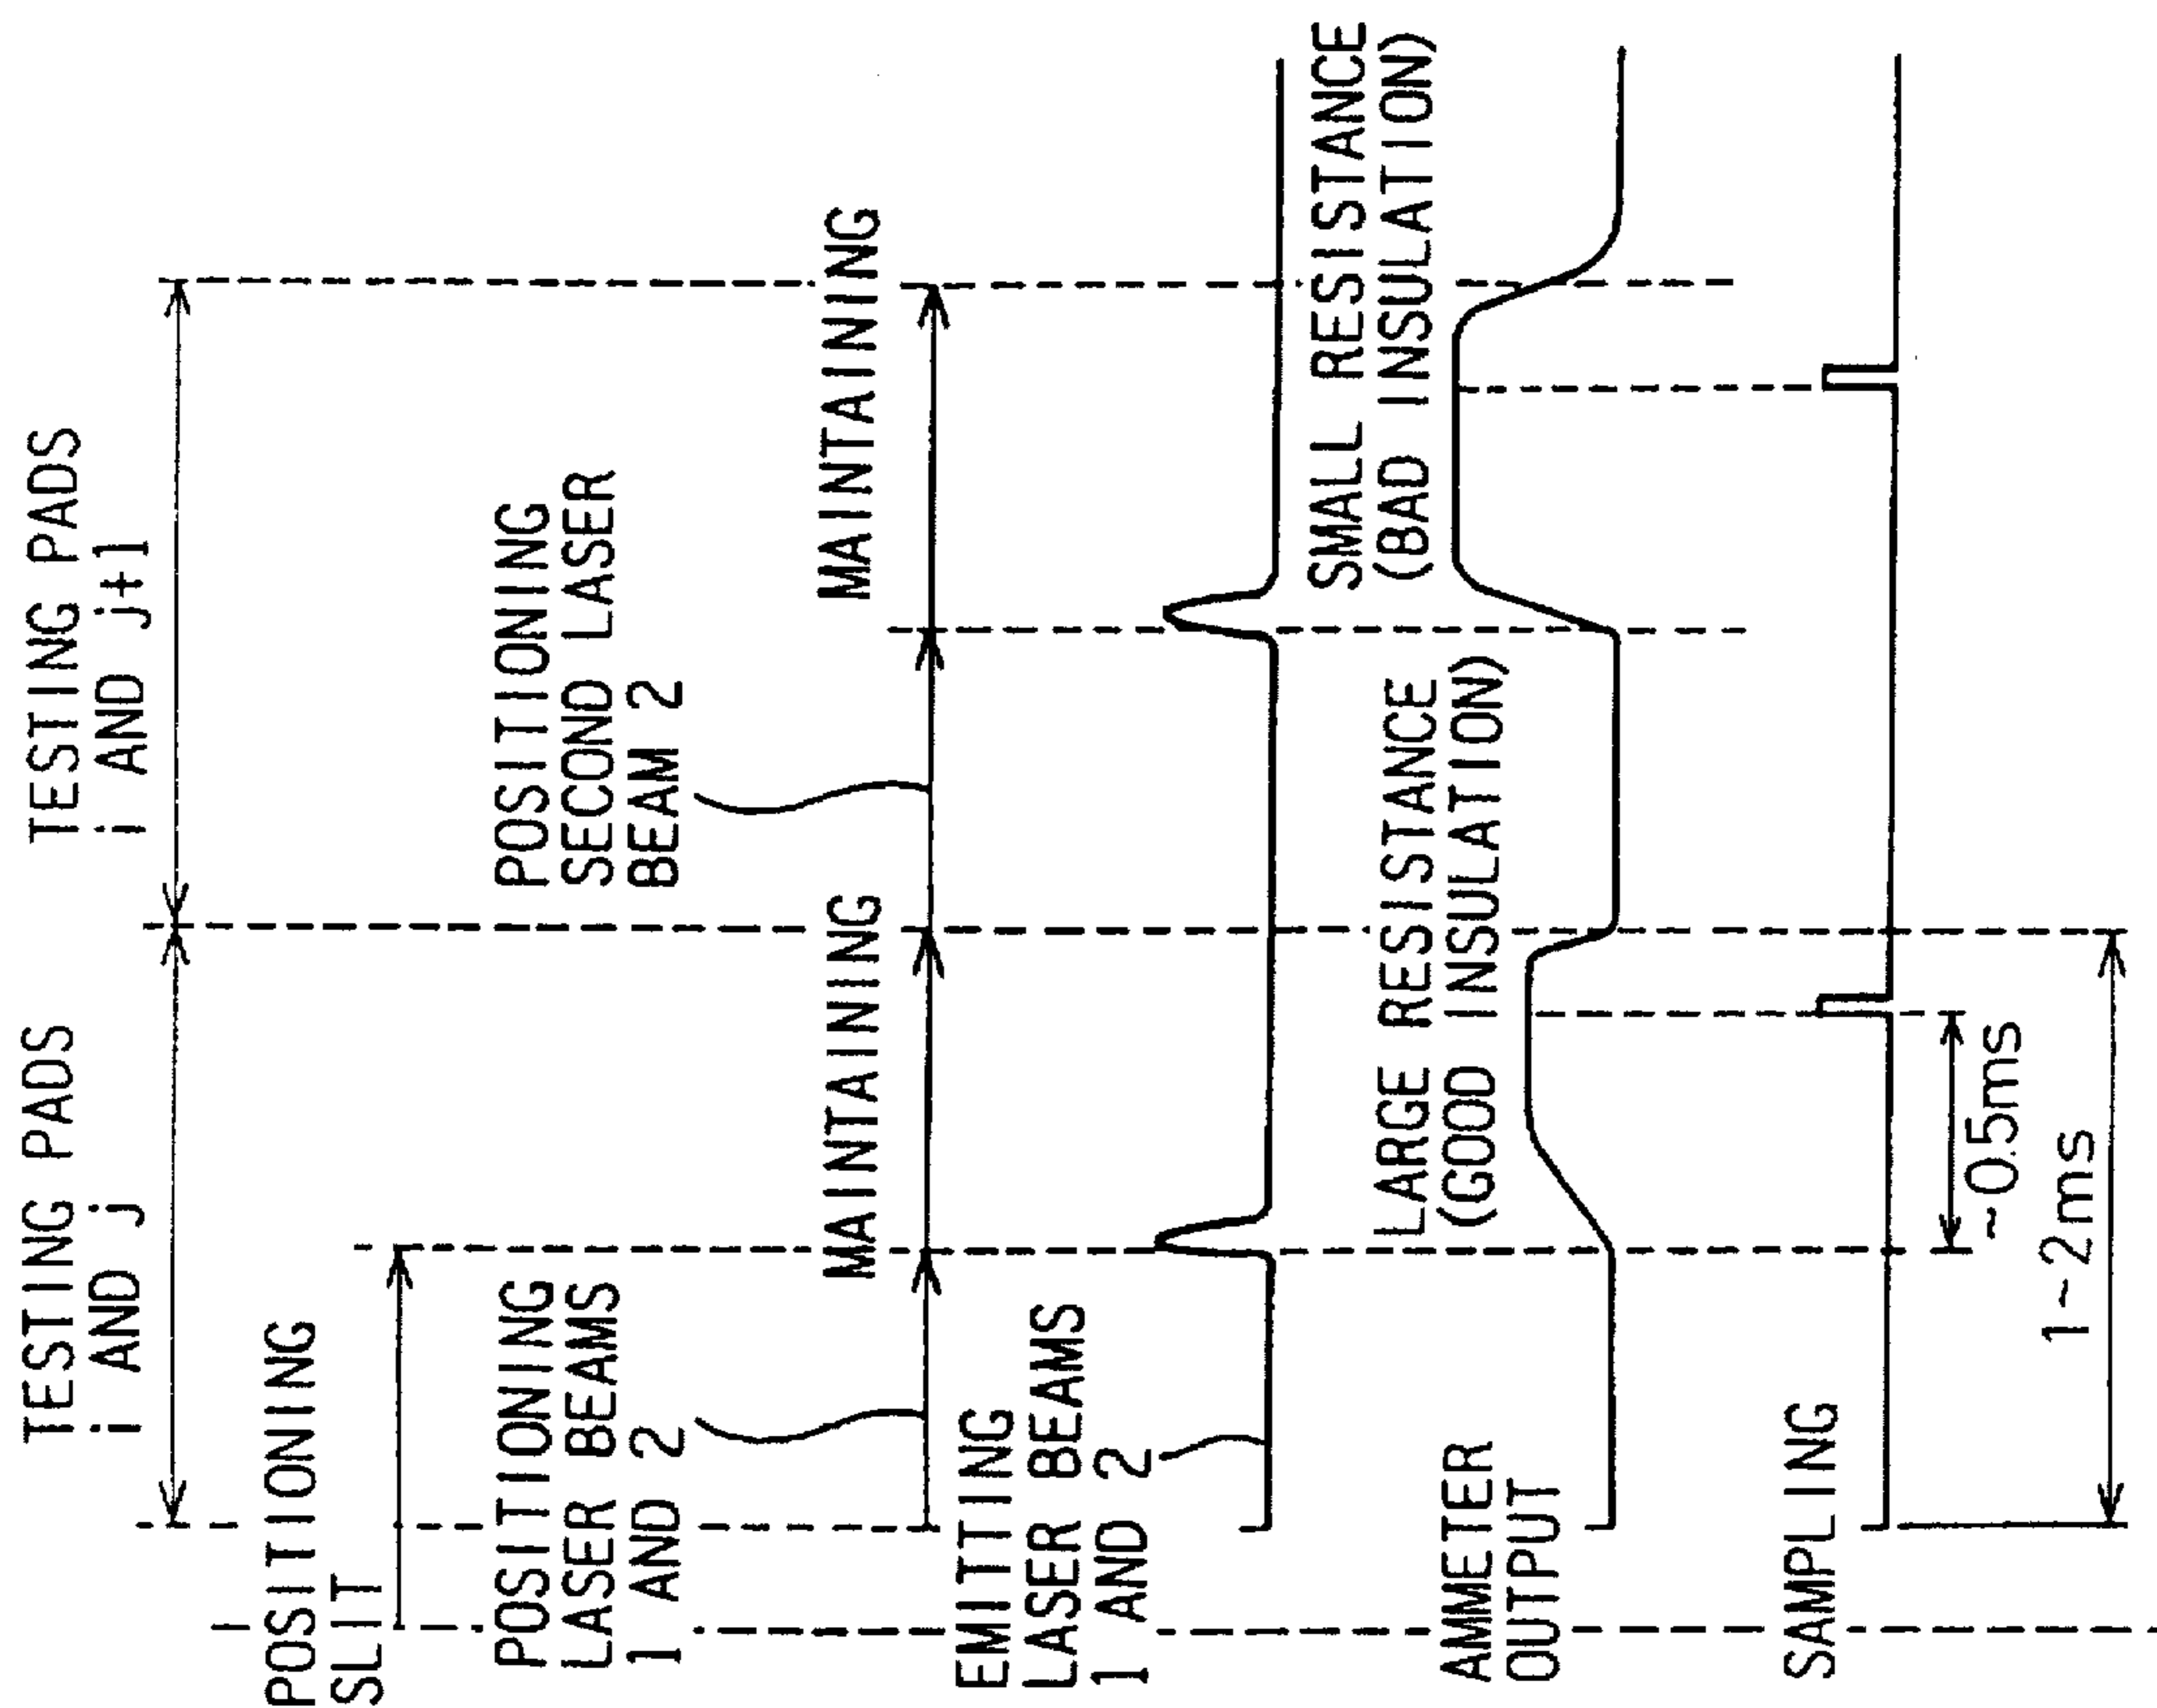 TESTING PADS
i AND j
TESTING PADS
i AND j+1
POSITIONING
SLIT
POSITIONING
LASER BEAMS
1 AND 2
POSITIONING
SECOND LASER
BEAM 2
MAINTAINING
MAINTAINING
EMITTING
LASER BEAMS
1 AND 2
SMALL RESISTANCE
(BAD INSULATION)
LARGE RESISTANCE
(GOOD INSULATION)
AMMETER
OUTPUT
SAMPLING
~0.5ms
1~2ms